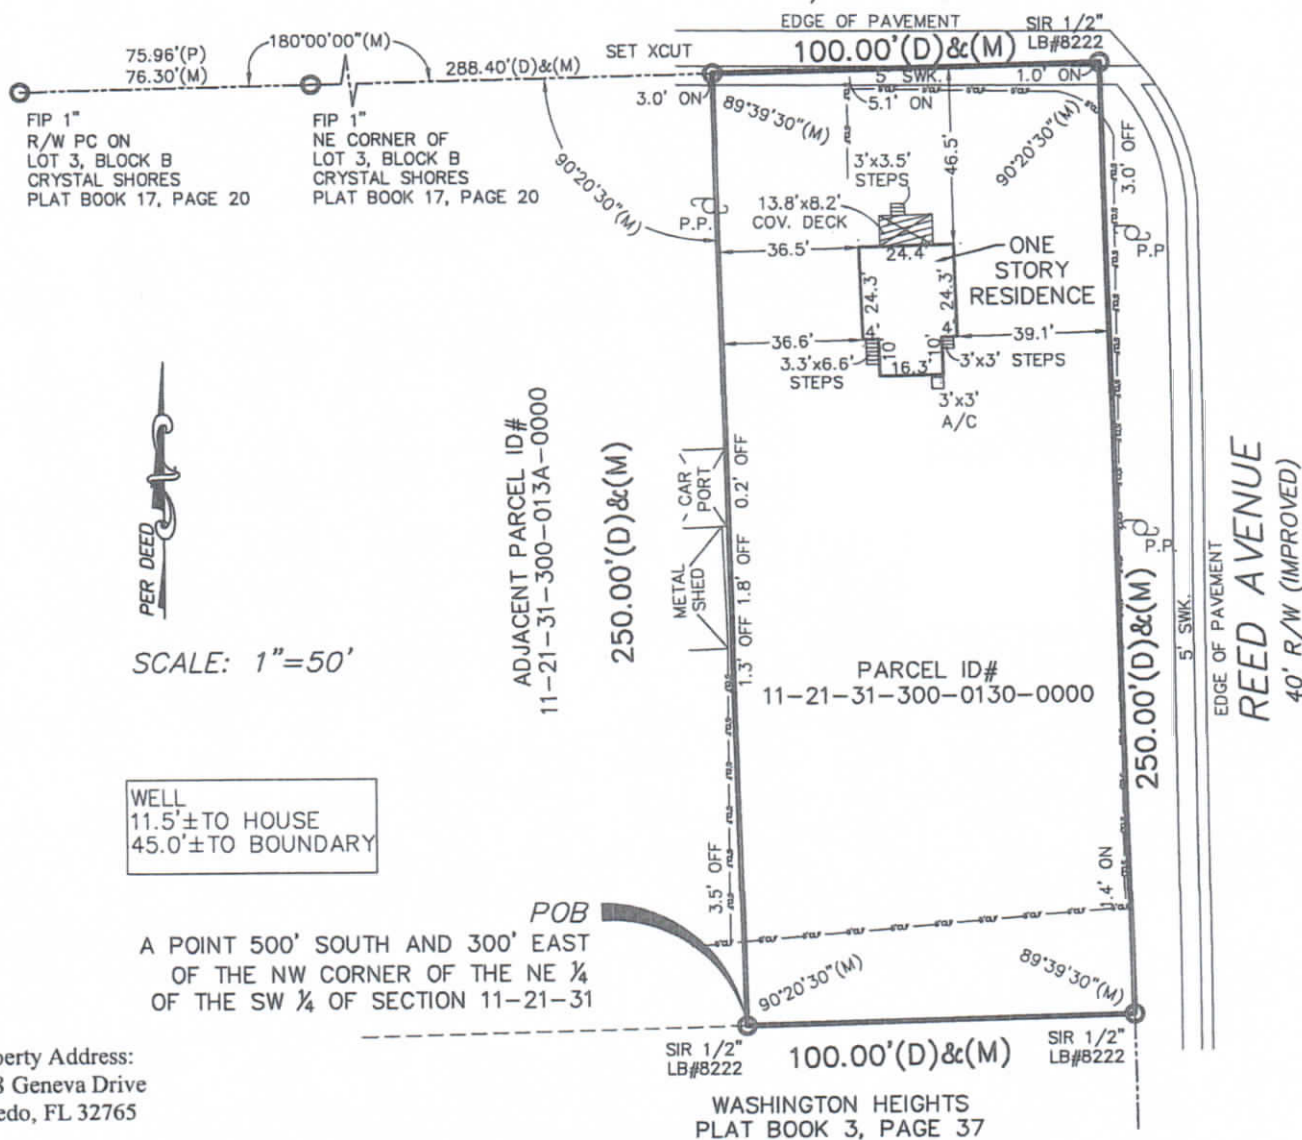 EDGE OF PAVEMENT
SIR 1/2"
LB#8222
100.00'(D)&(M)
75.96'(P)
76.30'(M)
180°00'00"(M)
288.40'(D)&(M)
SET XCUT
5' SWK.
1.0' ON
3.0' ON
5.1' ON
89°39'30"(M)
90°20'30"(M)
90°20'30"(M)
FIP 1"
R/W PC ON
LOT 3, BLOCK B
CRYSTAL SHORES
PLAT BOOK 17, PAGE 20
FIP 1"
NE CORNER OF
LOT 3, BLOCK B
CRYSTAL SHORES
PLAT BOOK 17, PAGE 20
3.0' OFF
46.5'
3'x3.5'
STEPS
13.8'x8.2'
COV. DECK
P.P.
P.P
36.5'
24.4'
ONE
STORY
RESIDENCE
24.3'
24.3'
36.6'
4'
4'
39.1'
10'
10'
16.3'
3.3'x6.6'
STEPS
3'x3' STEPS
3'x3'
A/C
PER DEED
SCALE: 1"=50'
ADJACENT PARCEL ID#
11-21-31-300-013A-0000
250.00'(D)&(M)
CAR
PORT
0.2' OFF
METAL
SHED
1.8' OFF
1.3' OFF
P.P.
PARCEL ID#
11-21-31-300-0130-0000
250.00'(D)&(M)
5' SWK.
EDGE OF PAVEMENT
REED AVENUE
40' R/W (IMPROVED)
WELL
11.5'±TO HOUSE
45.0'±TO BOUNDARY
3.5' OFF
1.4' ON
POB
A POINT 500' SOUTH AND 300' EAST
OF THE NW CORNER OF THE NE ¼
OF THE SW ¼ OF SECTION 11-21-31
90°20'30"(M)
89°39'30"(M)
SIR 1/2"
LB#8222
100.00'(D)&(M)
SIR 1/2"
LB#8222
WASHINGTON HEIGHTS
PLAT BOOK 3, PAGE 37
perty Address:
8 Geneva Drive
edo, FL 32765